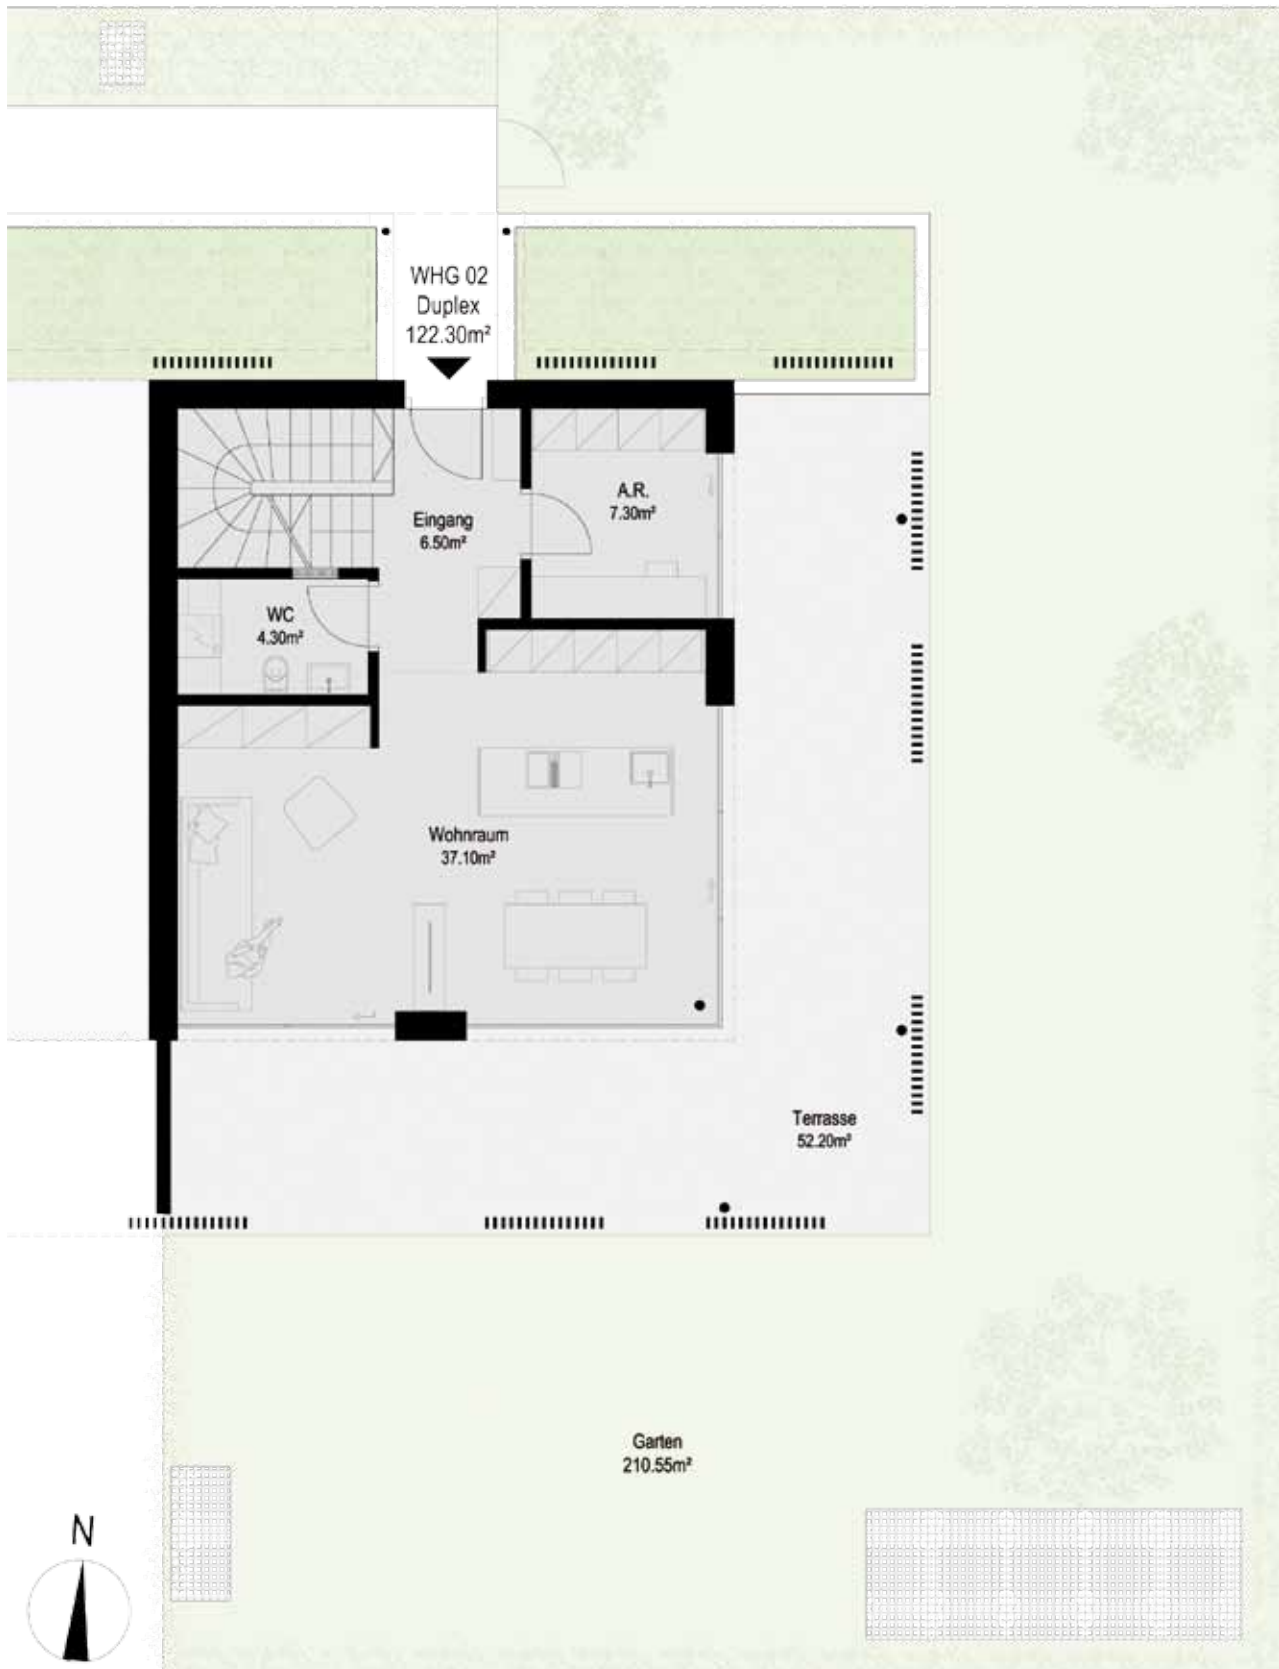 WHG 02
Duplex
122.30m²
A.R.
7.30m²
Eingang
6.50m²
WC
4.30m²
Wohnraum
37.10m²
Terrasse
52.20m²
Garten
210.55m²
N